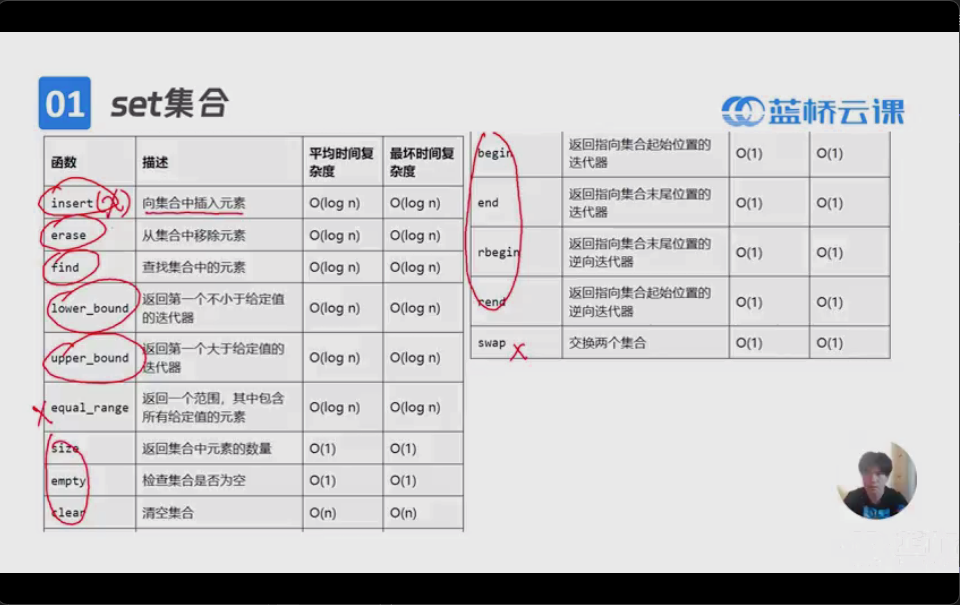 01 set集合
蓝桥云课
函数 描述 平均时间复 最坏时间复
杂度 杂度
insert (x) 向集合中插入元素 O(log n) O(log n)
erase 从集合中移除元素 O(log n) O(log n)
find 查找集合中的元素 O(log n) O(log n)
lower_bound 返回第一个不小于给定值 O(log n) O(log n)
的迭代器
upper_bound 返回第一个大于给定值的 O(log n) O(log n)
迭代器
equal_range 返回一个范围，其中包含 O(log n) O(log n)
所有给定值的元素
size 返回集合中元素的数量 O(1) O(1)
empty 检查集合是否为空 O(1) O(1)
clear 清空集合 O(n) O(n)
begin 返回指向集合起始位置的 O(1) O(1)
迭代器
end 返回指向集合末尾位置的 O(1) O(1)
迭代器
rbegin 返回指向集合末尾位置的 O(1) O(1)
逆向迭代器
rend 返回指向集合起始位置的 O(1) O(1)
逆向迭代器
swap 交换两个集合 O(1) O(1)